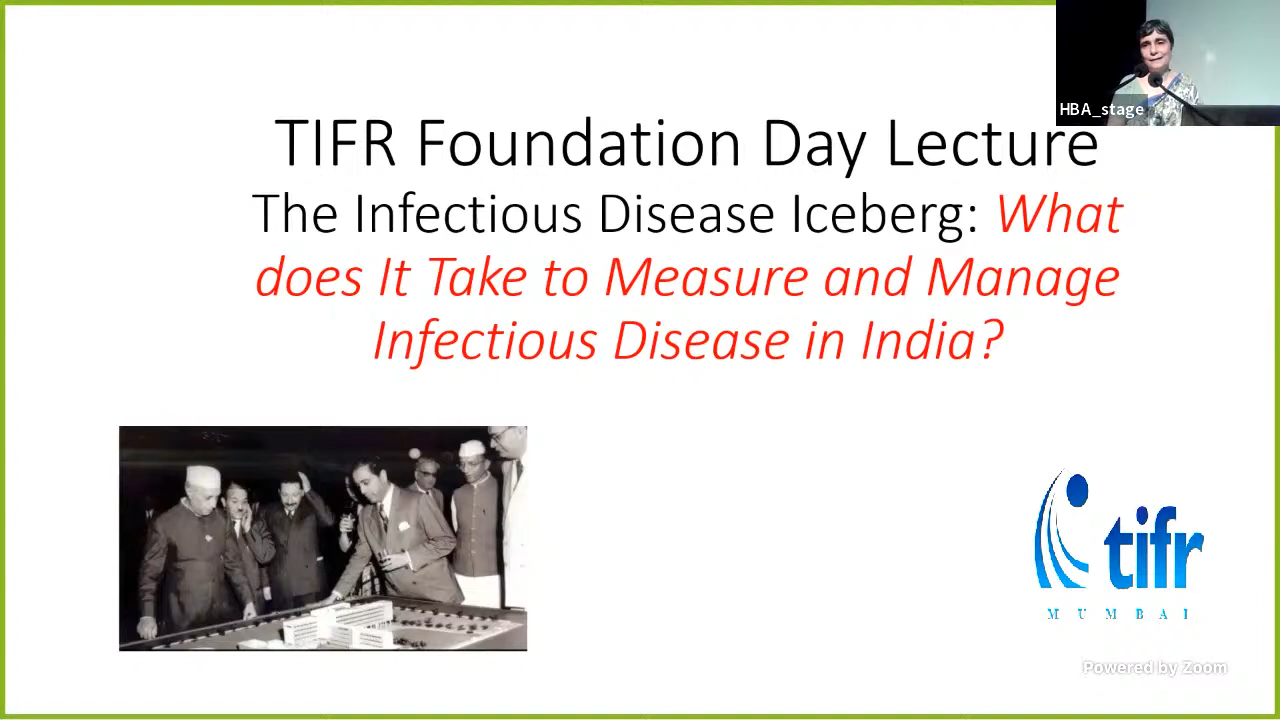 HBA_stage
TIFR Foundation Day Lecture
The Infectious Disease Iceberg: What
does It Take to Measure and Manage
Infectious Disease in India?
tifr
MUMBAI
Powered by Zoom